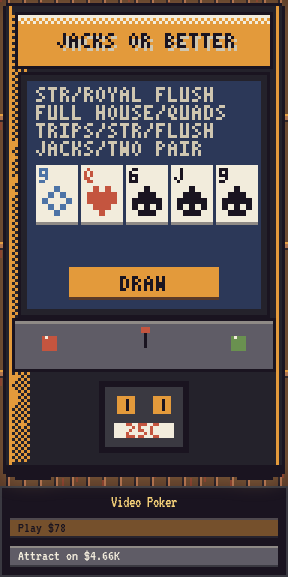 JACKS OR BETTER
STR/ROYAL FLUSH
FULL HOUSE/QUADS
TRIPS/STR/FLUSH
JACKS/TWO PAIR
9 Q 6 J 9
DRAW
25C
Video Poker
Play $78
Attract on $4.66K